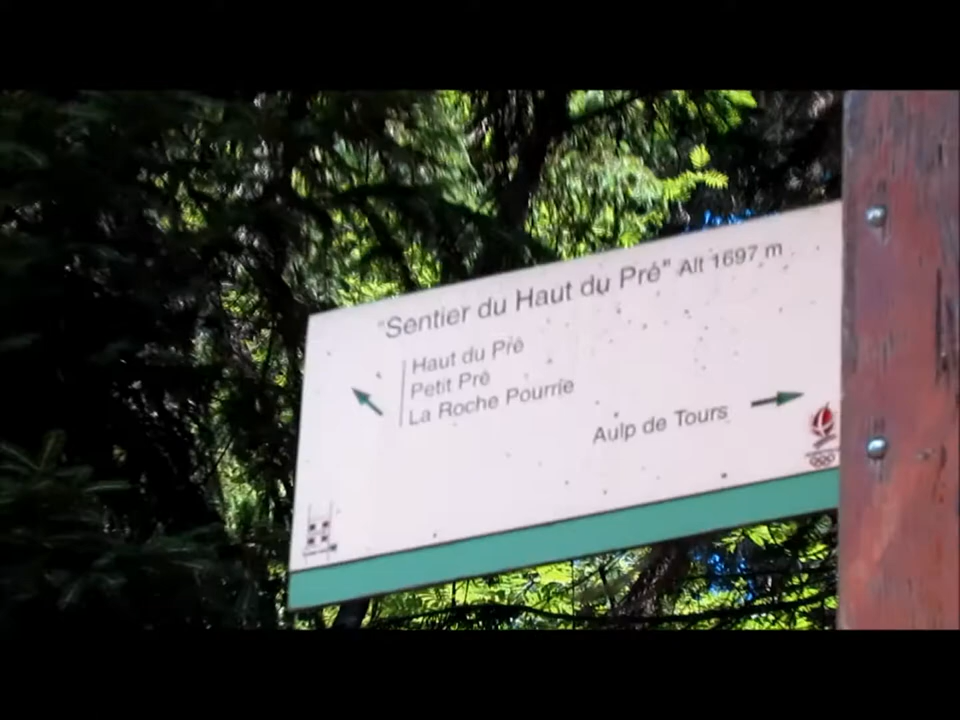 "Sentier du Haut du Pré" Alt 1697 m
Haut du Pré
Petit Pré
La Roche Pourrie
Aulp de Tours